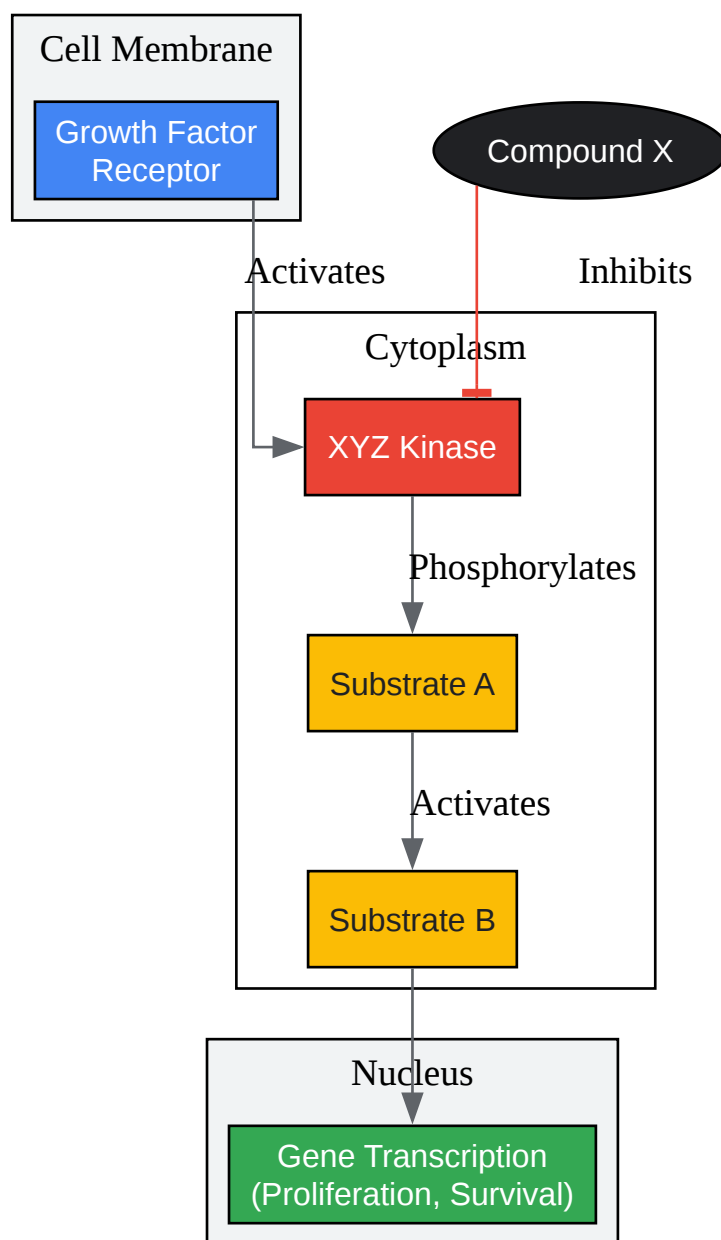 Cell Membrane
Growth Factor
Receptor
Compound X
Activates
Inhibits
Cytoplasm
XYZ Kinase
Phosphorylates
Substrate A
Activates
Substrate B
Nucleus
Gene Transcription
(Proliferation, Survival)